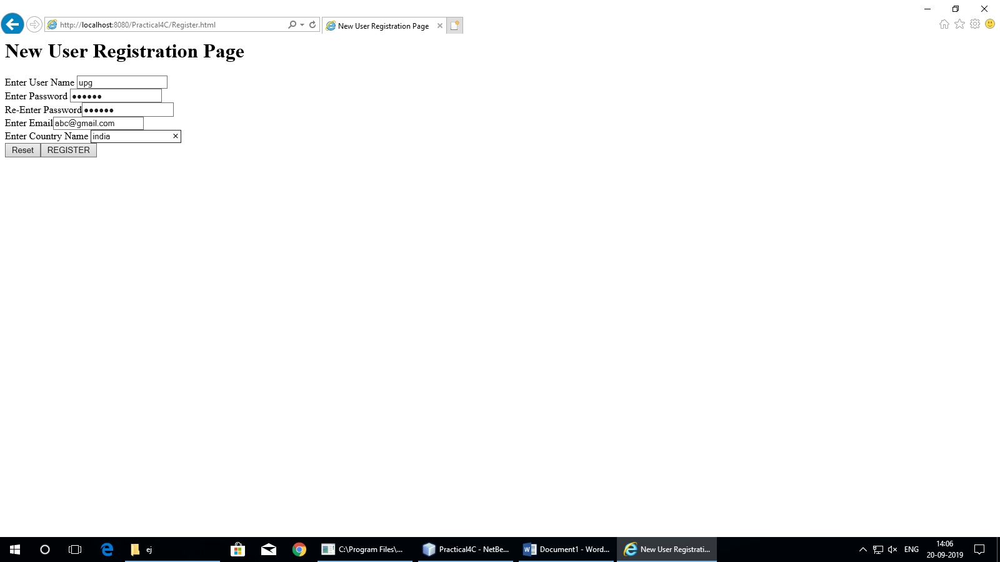 http://localhost:8080/Practical4C/Register.html
New User Registration Page
New User Registration Page
Enter User Name upg
Enter Password ●●●●●●
Re-Enter Password●●●●●●
Enter Email abc@gmail.com
Enter Country Name india
Reset REGISTER
ej
C:\Program Files\...
Practical4C - NetBe...
Document1 - Word...
New User Registrati...
ENG
14:06
20-09-2019